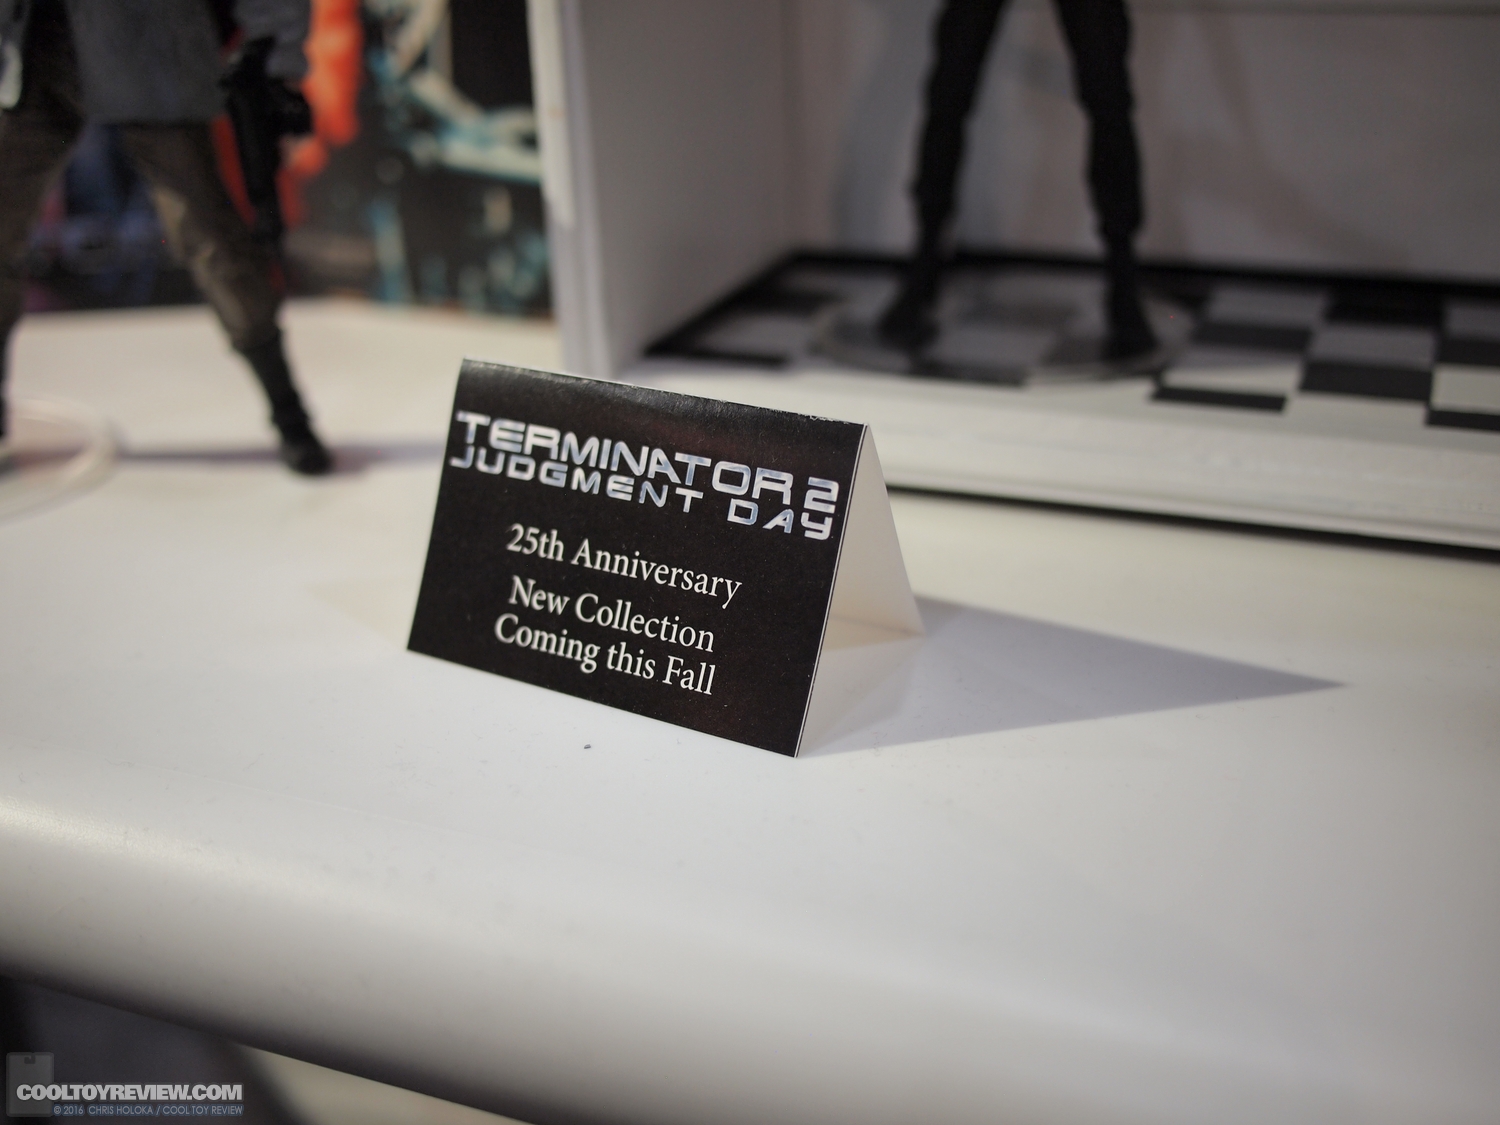 TERMINATOR 2
JUDGMENT DAY
25th Anniversary
New Collection
Coming this Fall
COOLTOYREVIEW.COM
© 2016 CHRIS HOLOKA / COOL TOY REVIEW